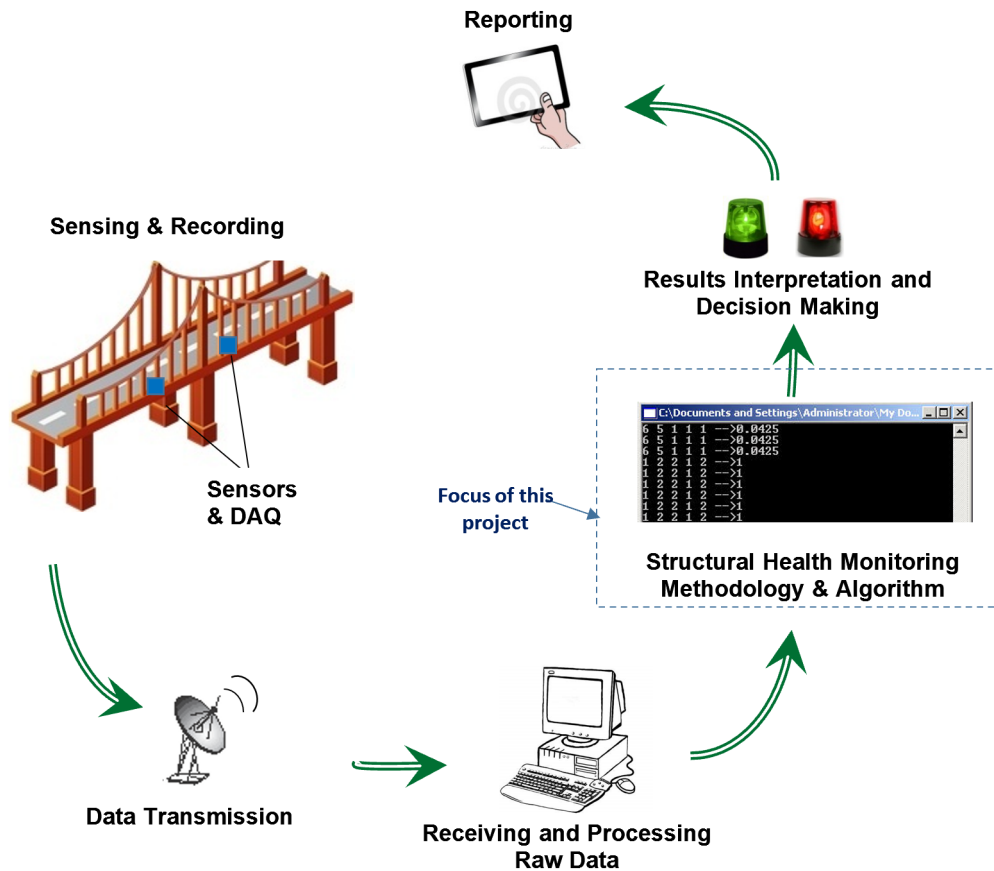 Reporting
Sensing & Recording
Sensors
& DAQ
Data Transmission
Receiving and Processing
Raw Data
Focus of this
project
C:\Documents and Settings\Administrator\My Do...
6 5 1 1 1 -->0.0425
6 5 1 1 1 -->0.0425
6 5 1 1 1 -->0.0425
1 2 2 1 2 -->1
1 2 2 1 2 -->1
1 2 2 1 2 -->1
1 2 2 1 2 -->1
1 2 2 1 2 -->1
1 2 2 1 2 -->1
Structural Health Monitoring
Methodology & Algorithm
Results Interpretation and
Decision Making